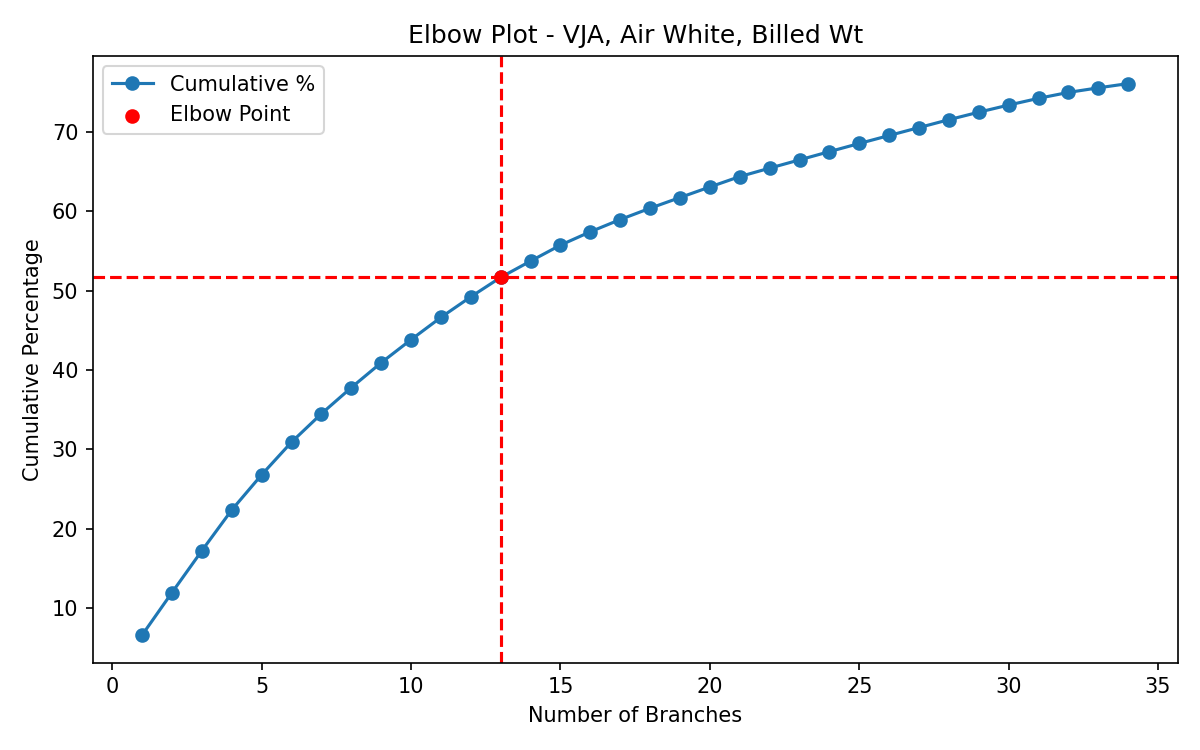 Elbow Plot - VJA, Air White, Billed Wt
Cumulative %
Elbow Point
Cumulative Percentage
70
60
50
40
30
20
10
0 5 10 15 20 25 30 35
Number of Branches